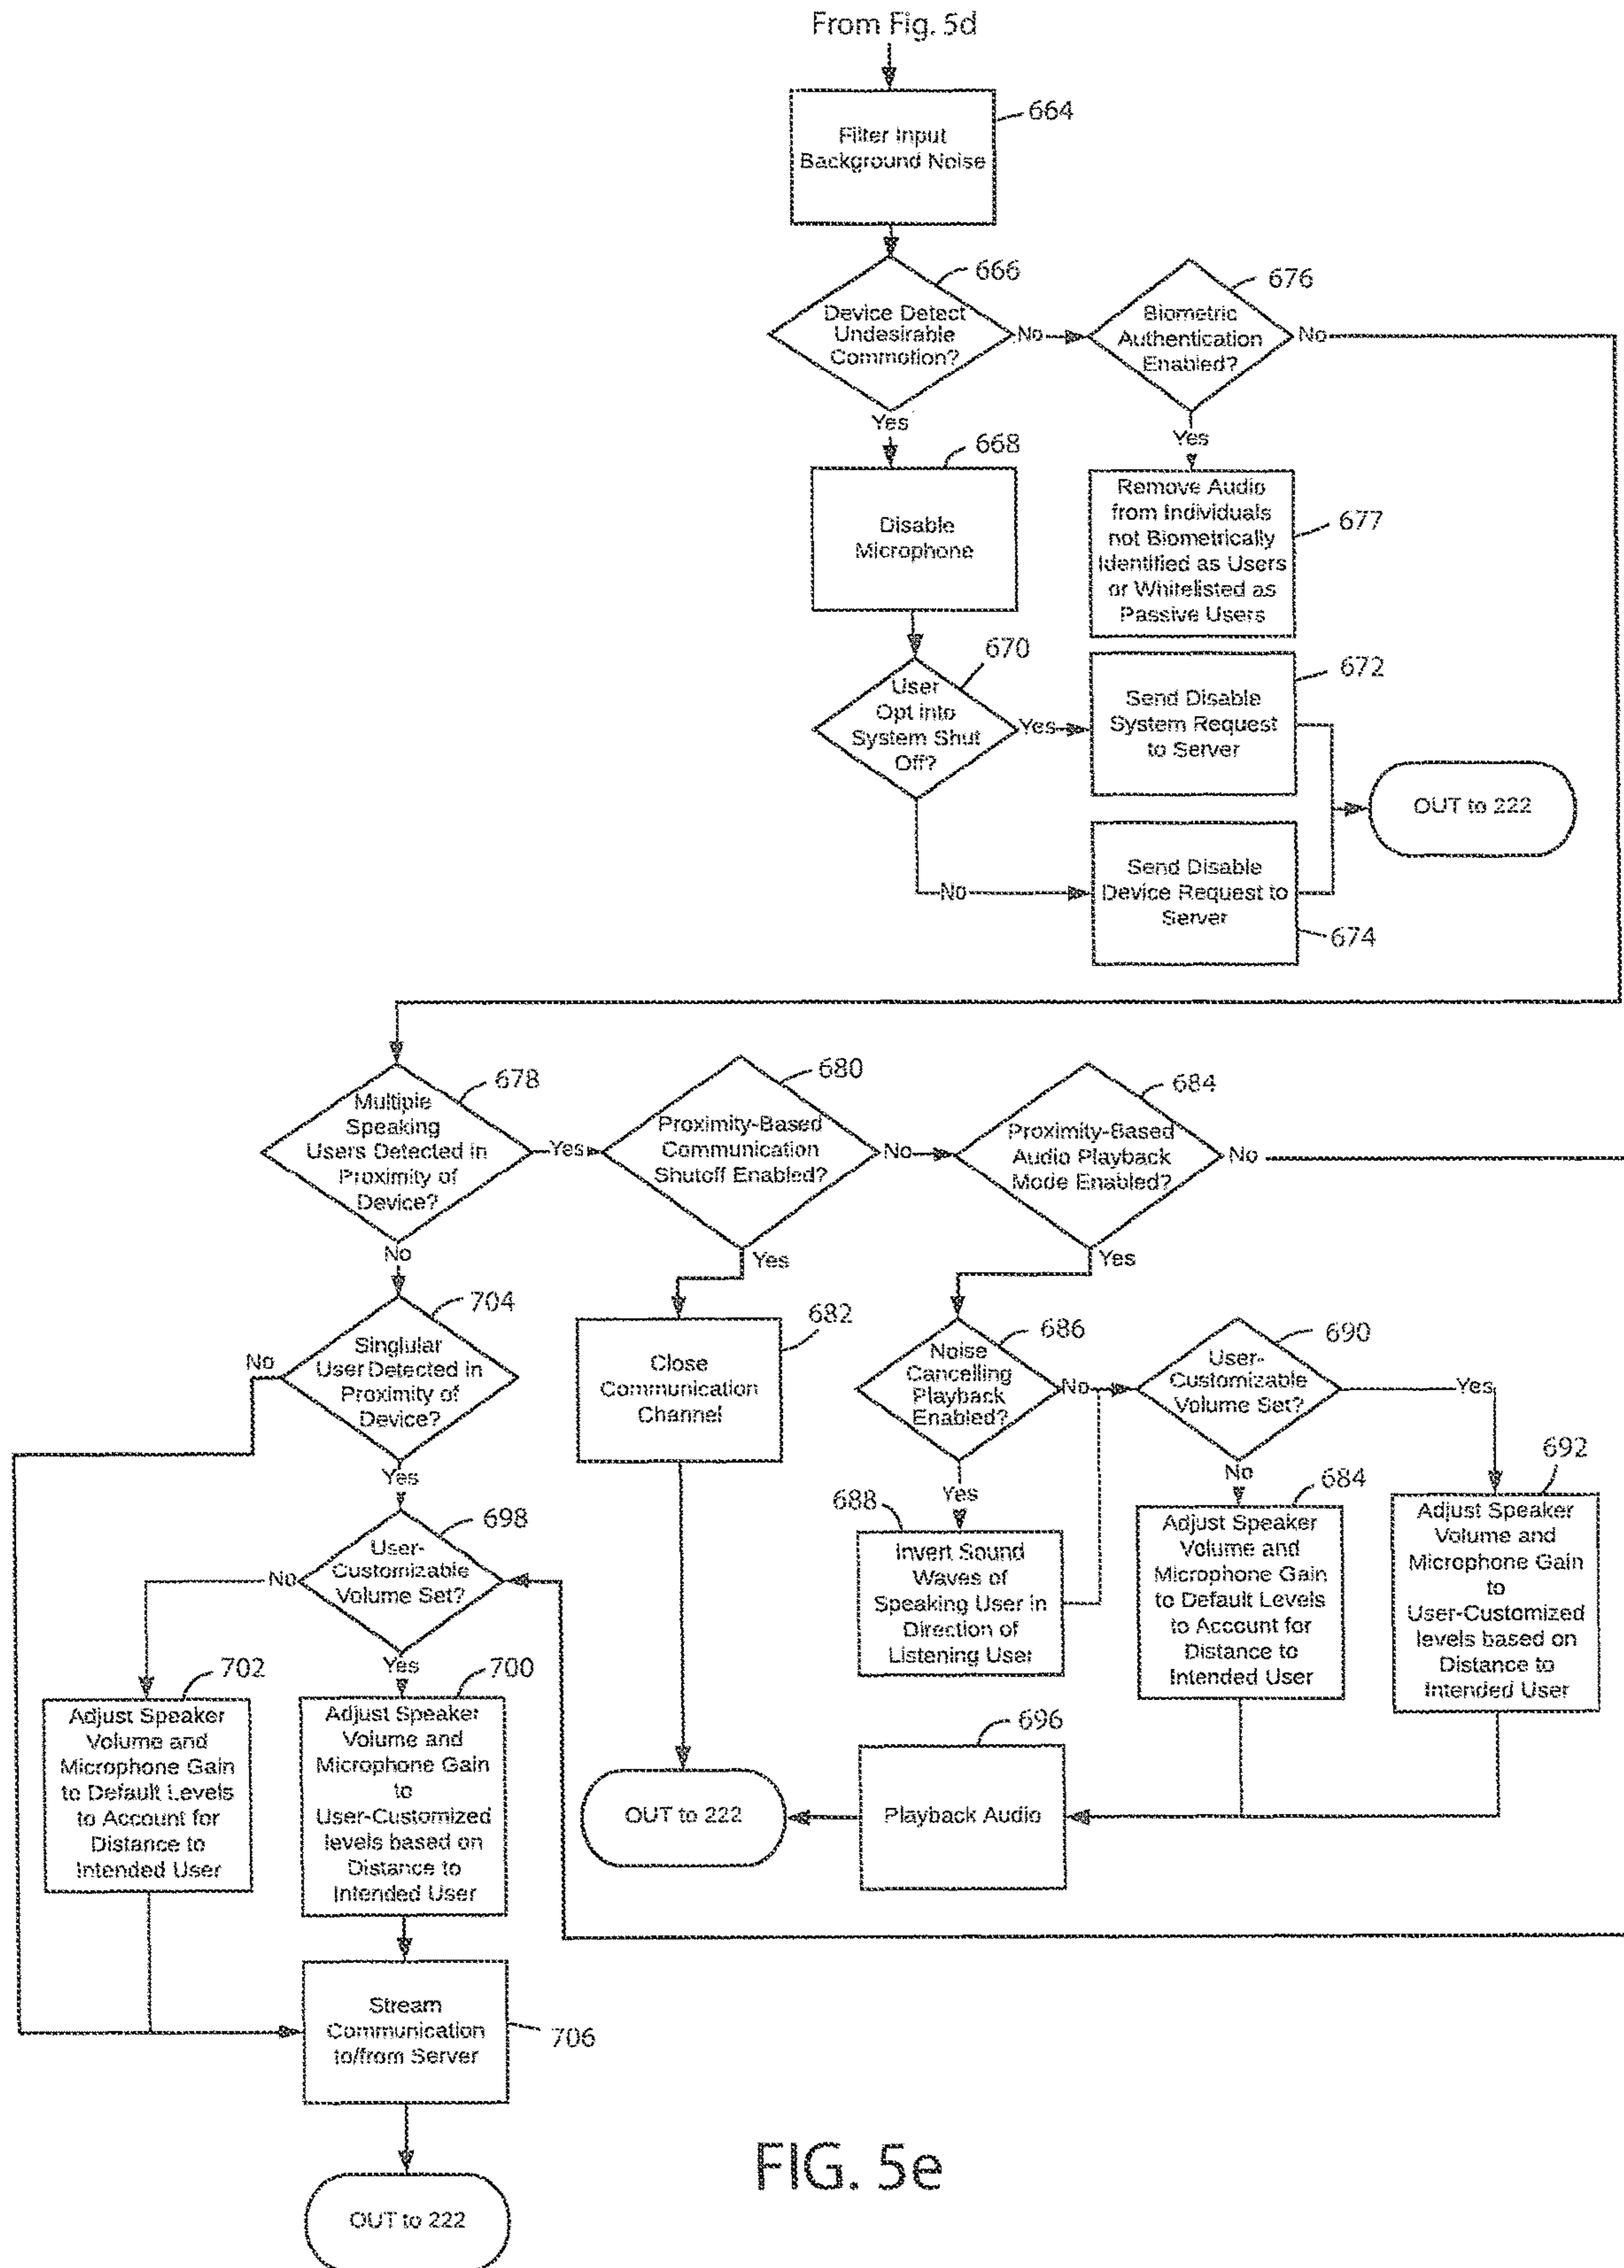 From Fig. 5d
664
Filter Input
Background Noise
666
Device Detect
Undesirable
Commotion?
No
676
Biometric
Authentication
Enabled?
No
Yes
Yes
668
Disable
Microphone
Remove Audio
from Individuals
not Biometrically
Identified as Users
or Whitelisted as
Passive Users
677
670
User
Opt into
System Shut
Off?
Yes
672
Send Disable
System Request
to Server
OUT to 222
No
Send Disable
Device Request to
Server
674
678
Multiple
Speaking
Users Detected in
Proximity of
Device?
Yes
680
Proximity-Based
Communication
Shutoff Enabled?
No
684
Proximity-Based
Audio Playback
Mode Enabled?
No
No
Yes
Yes
704
Singlular
User Detected in
Proximity of
Device?
No
Yes
682
Close
Communication
Channel
686
Noise
Cancelling
Playback
Enabled?
No
690
User-
Customizable
Volume Set?
Yes
Yes
No
698
User-
Customizable
Volume Set?
No
Yes
688
Invert Sound
Waves of
Speaking User in
Direction of
Listening User
684
Adjust Speaker
Volume and
Microphone Gain
to Default Levels
to Account for
Distance to
Intended User
692
Adjust Speaker
Volume and
Microphone Gain
to
User-Customized
levels based on
Distance to
Intended User
702
Adjust Speaker
Volume and
Microphone Gain
to Default Levels
to Account for
Distance to
Intended User
700
Adjust Speaker
Volume and
Microphone Gain
to
User-Customized
levels based on
Distance to
Intended User
OUT to 222
696
Playback Audio
Stream
Communication
to/from Server
706
OUT to 222
FIG. 5e